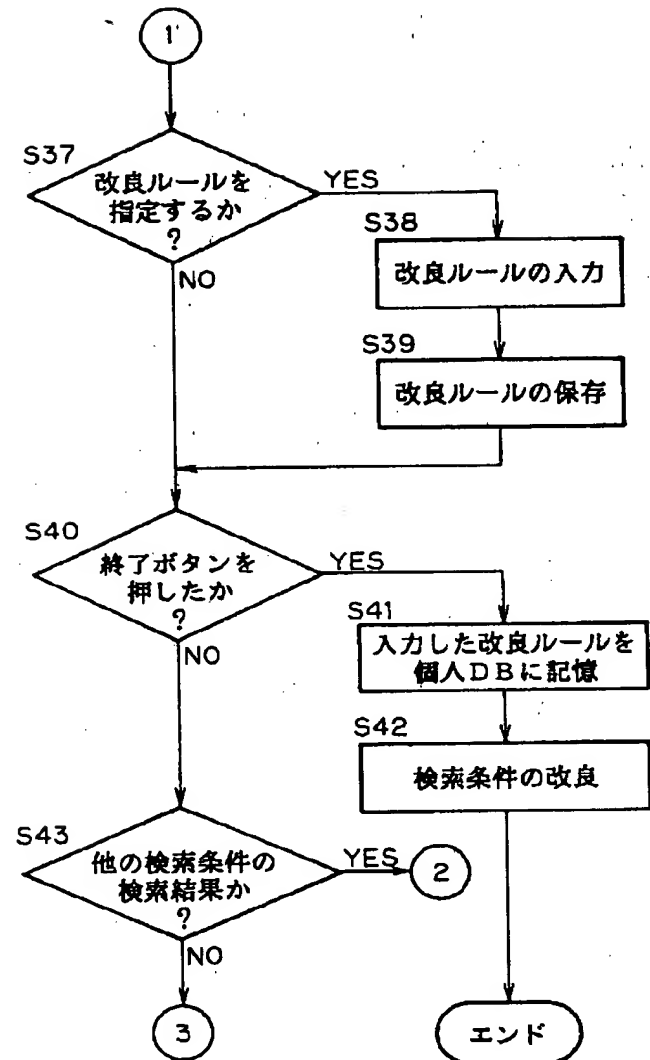 1
S37
改良ルールを
指定するか
?
YES
NO
S38
改良ルールの入力
S39
改良ルールの保存
S40
終了ボタンを
押したか
?
YES
NO
S41
入力した改良ルールを
個人DBに記憶
S42
検索条件の改良
S43
他の検索条件の
検索結果か
?
YES
2
NO
3
エンド